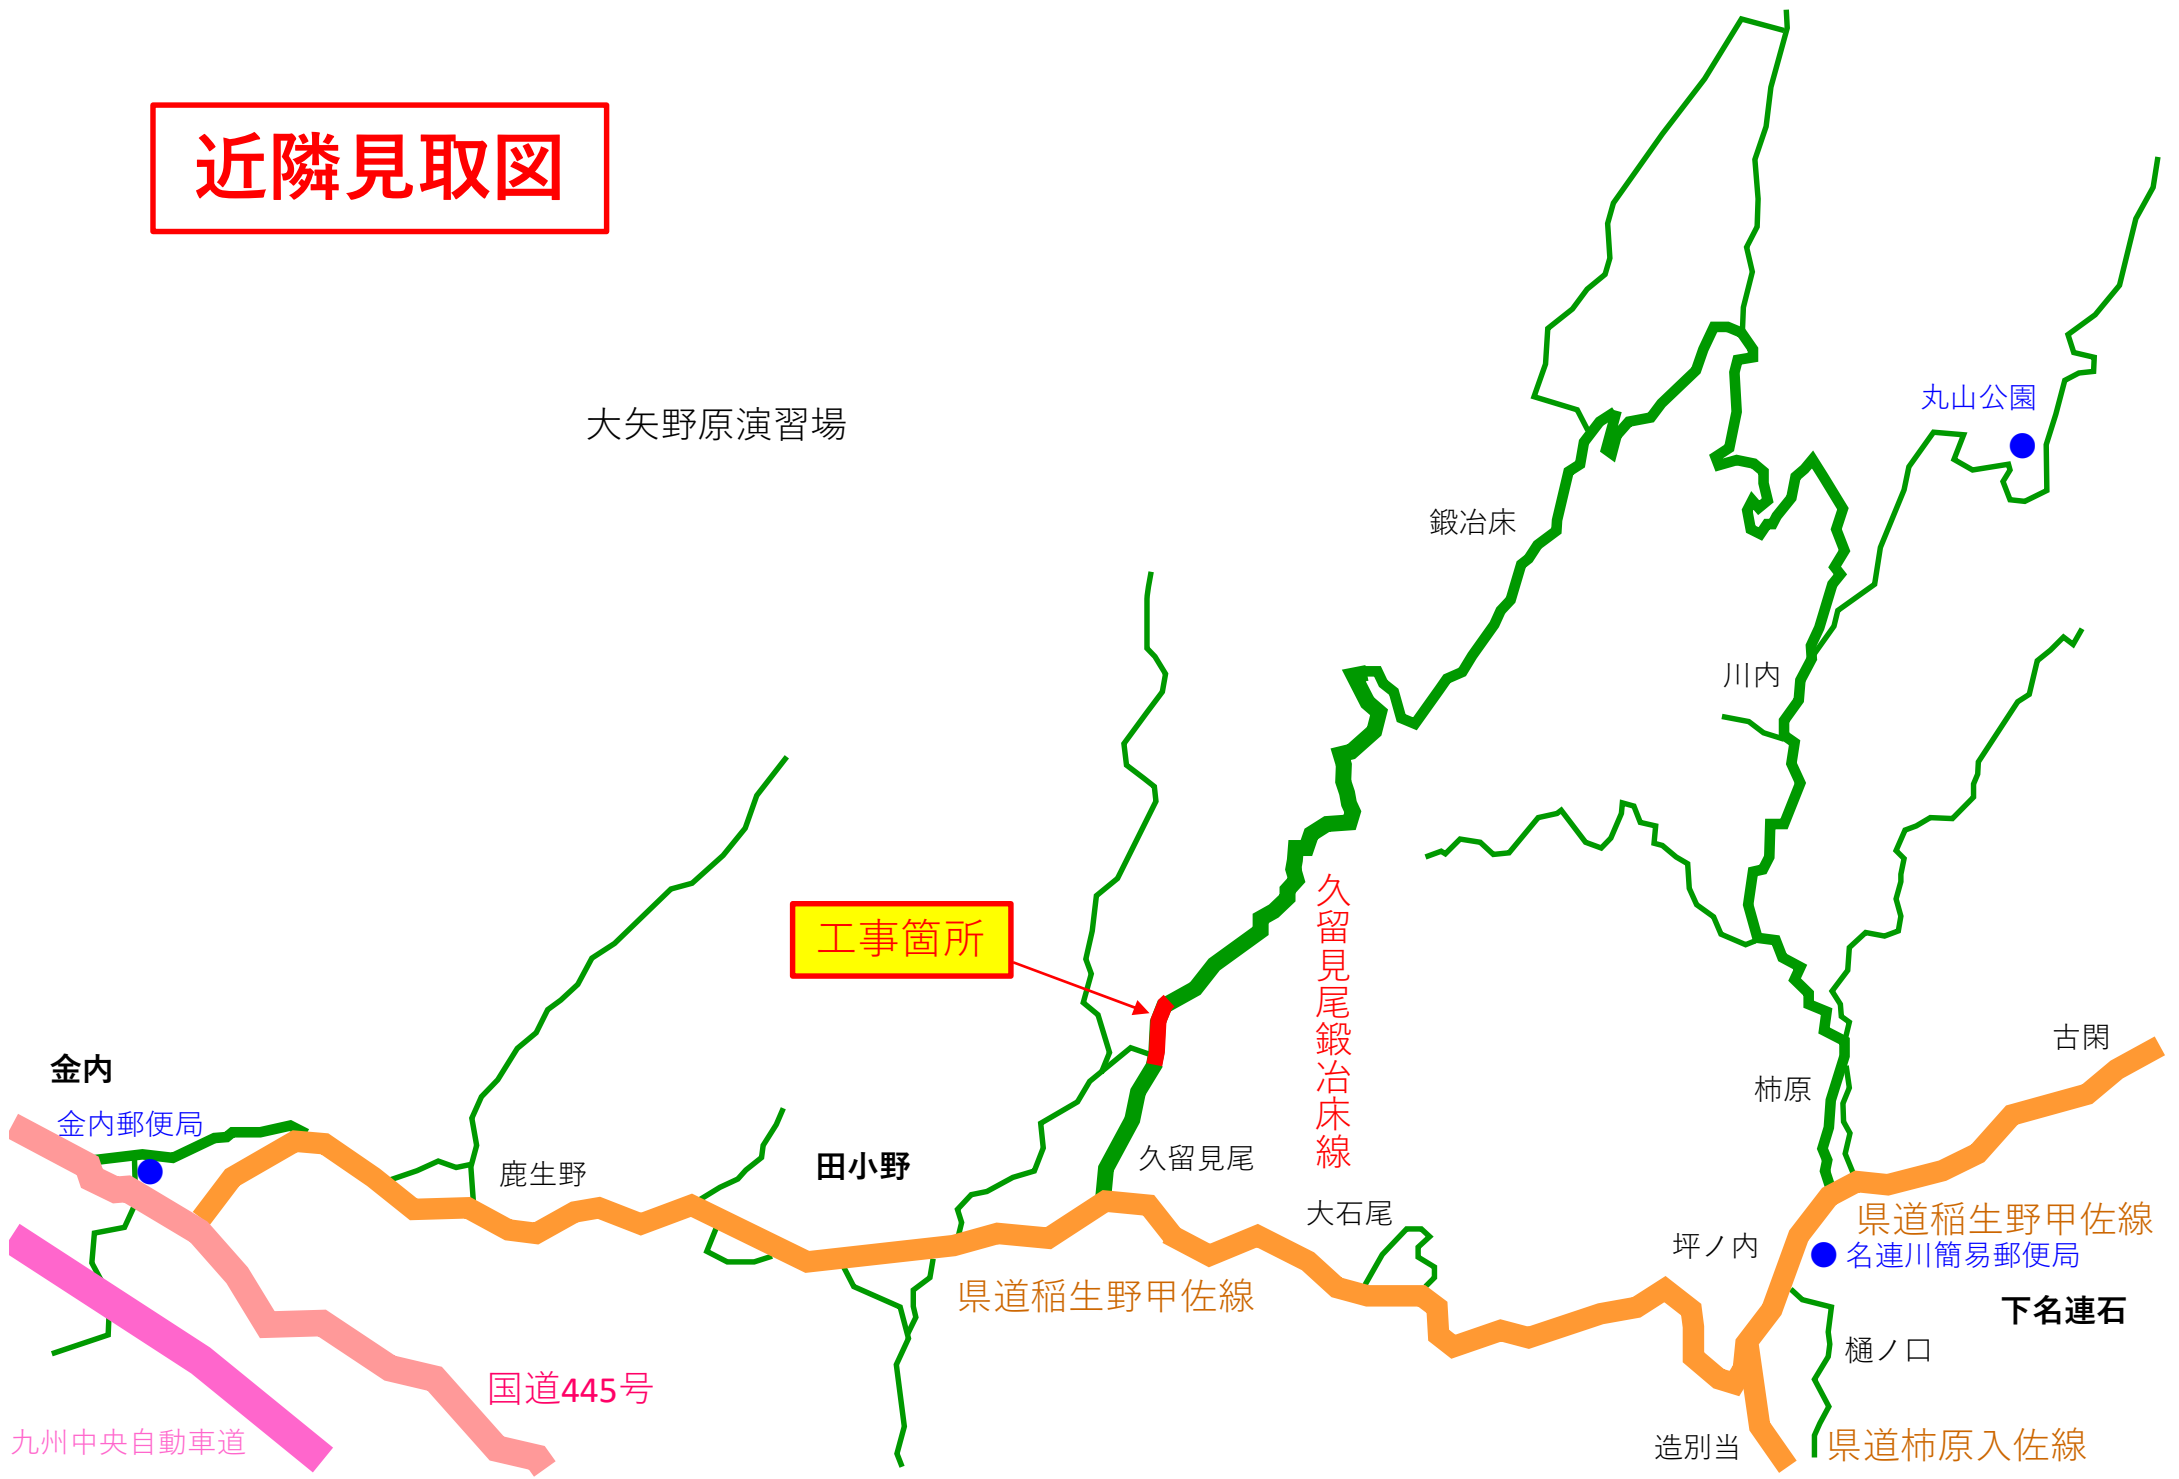 近隣見取図
大矢野原演習場
丸山公園
鍛冶床
川内
工事箇所
久留見尾鍛冶床線
古閑
金内
柿原
金内郵便局
久留見尾
田小野
鹿生野
大石尾
県道稲生野甲佐線
坪ノ内
名連川簡易郵便局
県道稲生野甲佐線
下名連石
樋ノ口
国道445号
九州中央自動車道
造別当
県道柿原入佐線